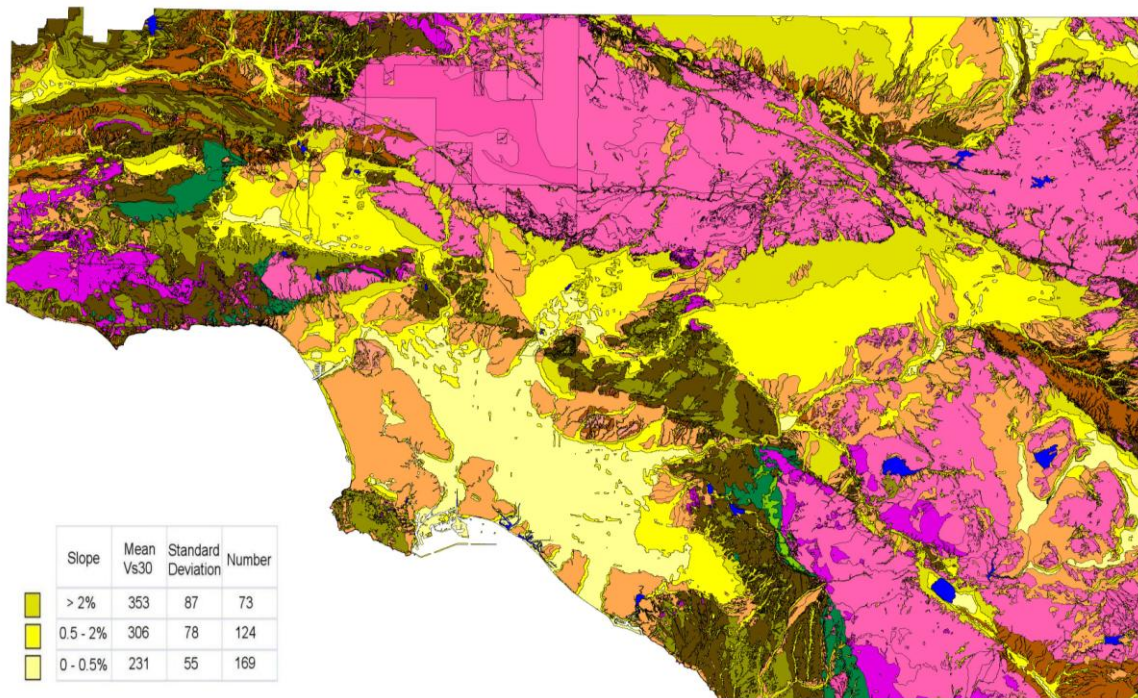 Slope Mean Vs30 Standard Deviation Number
> 2% 353 87 73
0.5 - 2% 306 78 124
0 - 0.5% 231 55 169